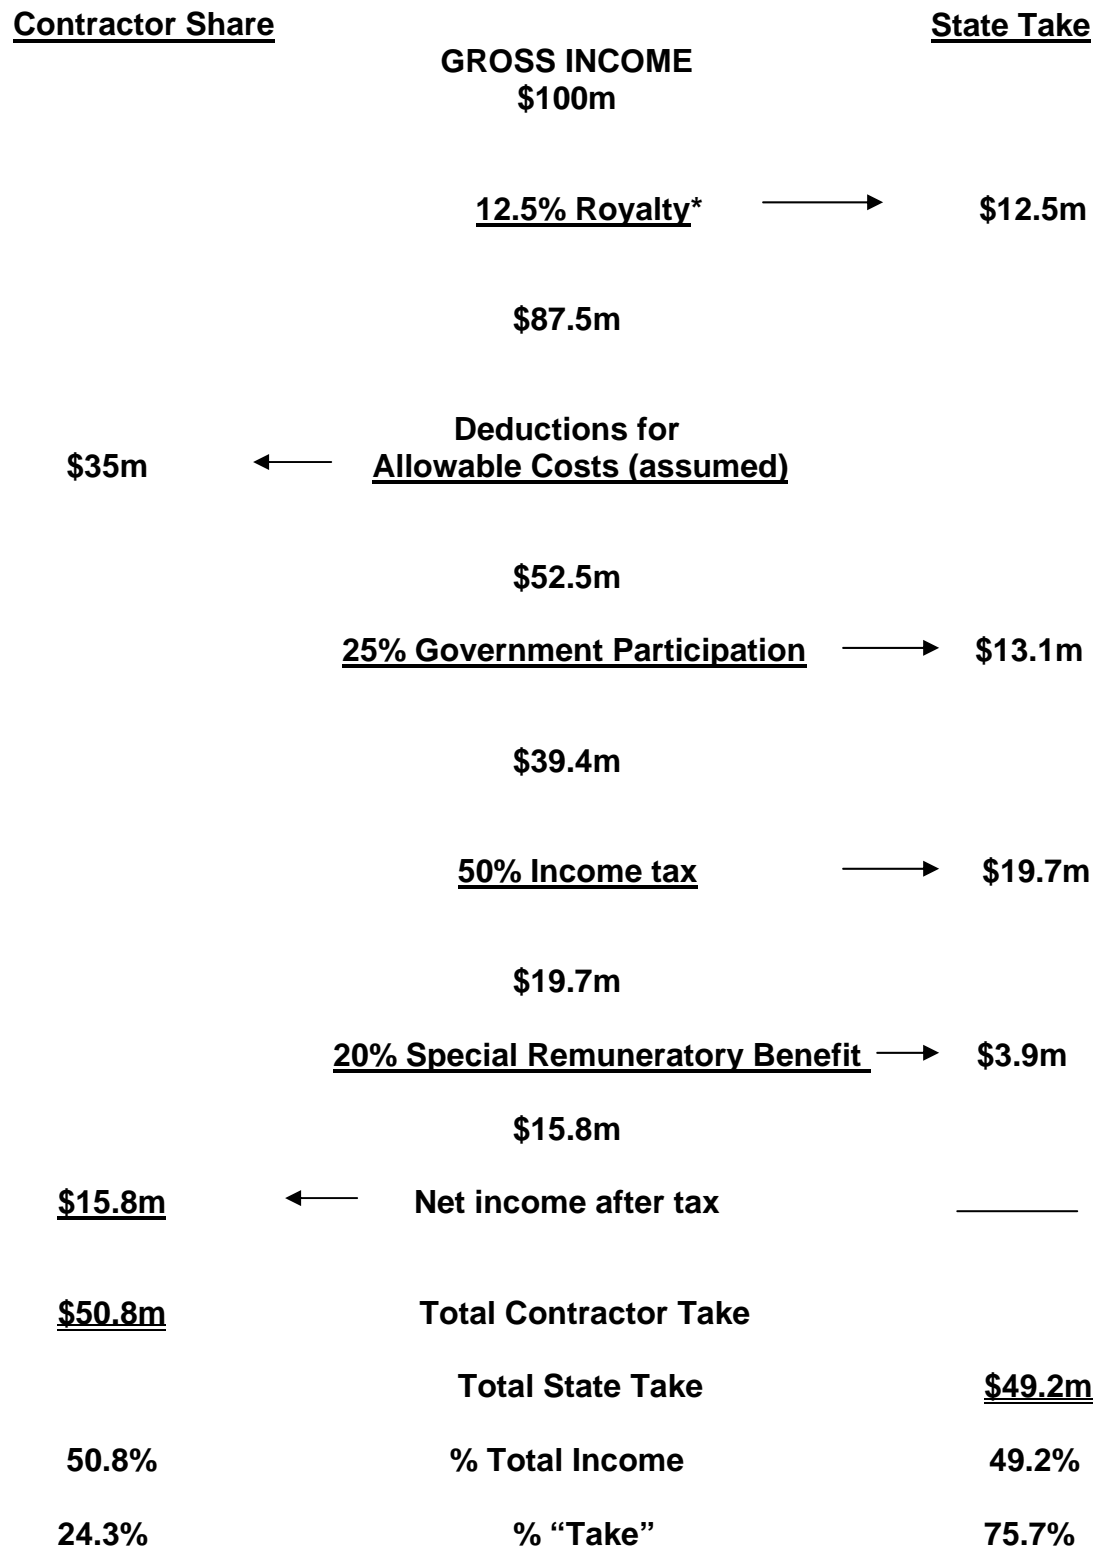 Contractor Share State Take
GROSS INCOME
$100m
12.5% Royalty* $12.5m
$87.5m
Deductions for
$35m Allowable Costs (assumed)
$52.5m
25% Government Participation $13.1m
$39.4m
50% Income tax $19.7m
$19.7m
20% Special Remuneratory Benefit $3.9m
$15.8m
$15.8m Net income after tax
$50.8m Total Contractor Take
Total State Take $49.2m
50.8% % Total Income 49.2%
24.3% % “Take” 75.7%